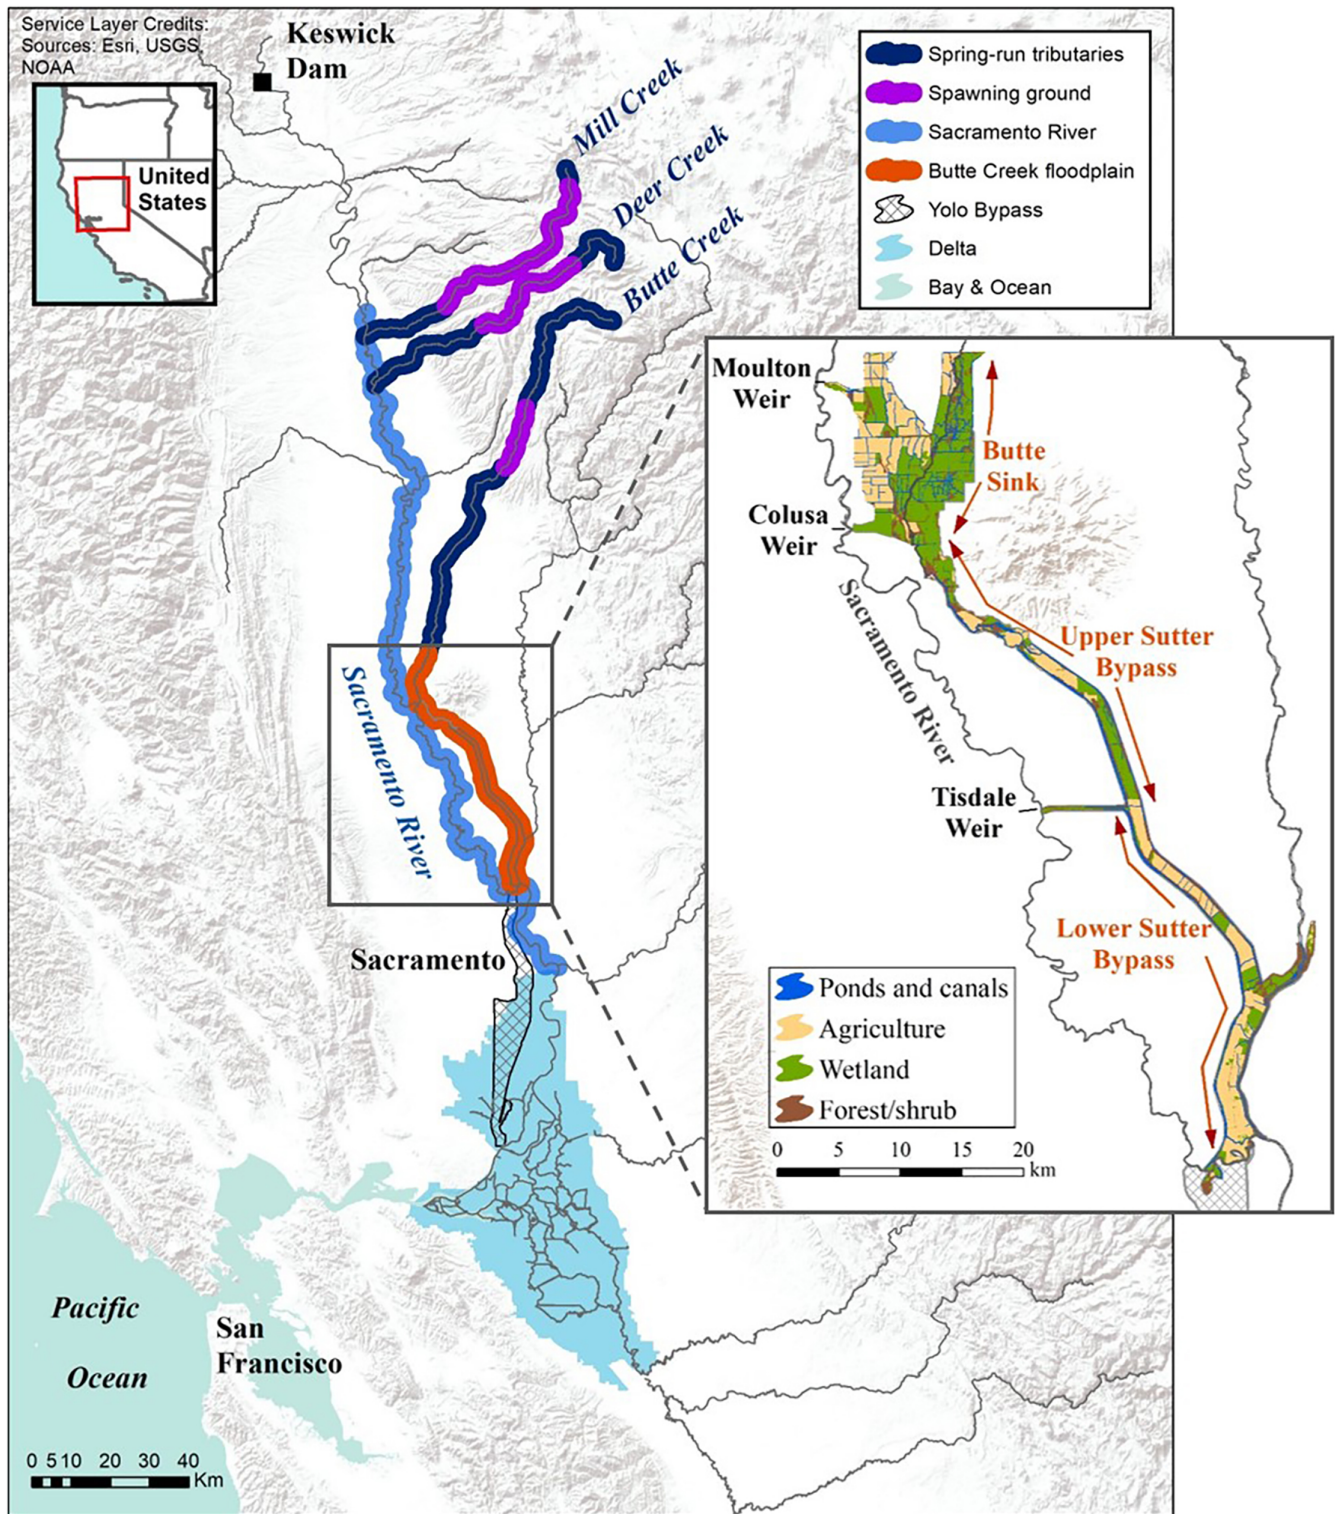 Service Layer Credits:
Sources: Esri, USGS,
NOAA
Keswick
Dam
United
States
Mill Creek
Deer Creek
Butte Creek
Spring-run tributaries
Spawning ground
Sacramento River
Butte Creek floodplain
Yolo Bypass
Delta
Bay & Ocean
Moulton
Weir
Butte
Sink
Colusa
Weir
Sacramento River
Upper Sutter
Bypass
Tisdale
Weir
Lower Sutter
Bypass
Ponds and canals
Agriculture
Wetland
Forest/shrub
0 5 10 15 20
km
Sacramento River
Sacramento
Pacific
Ocean
San
Francisco
0 5 10 20 30 40
Km